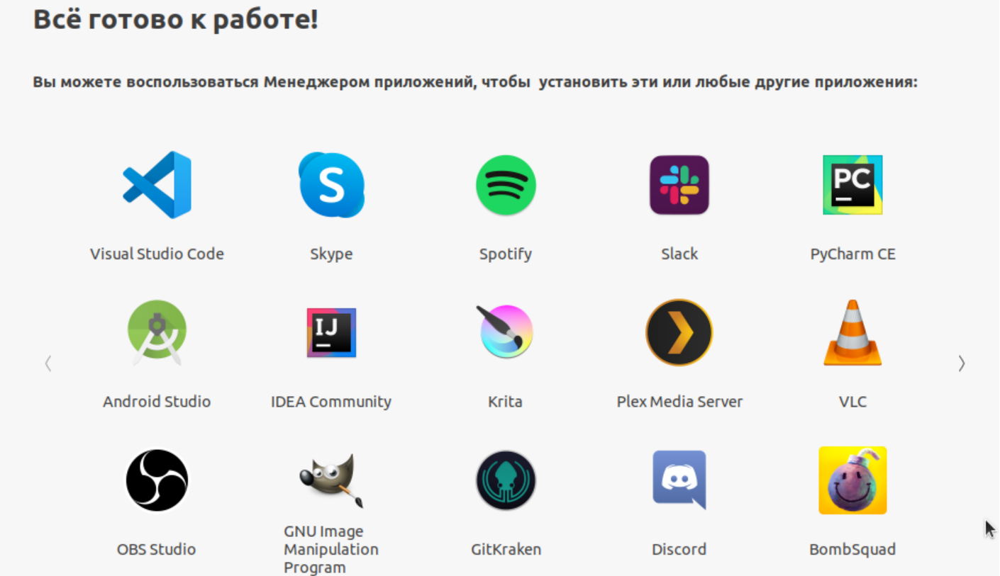 Всё готово к работе!
Вы можете воспользоваться Менеджером приложений, чтобы  установить эти или любые другие приложения:
S
PC
Visual Studio Code
Skype
Spotify
Slack
PyCharm CE
IJ
Android Studio
IDEA Community
Krita
Plex Media Server
VLC
OBS Studio
GNU Image
Manipulation
Program
GitKraken
Discord
BombSquad